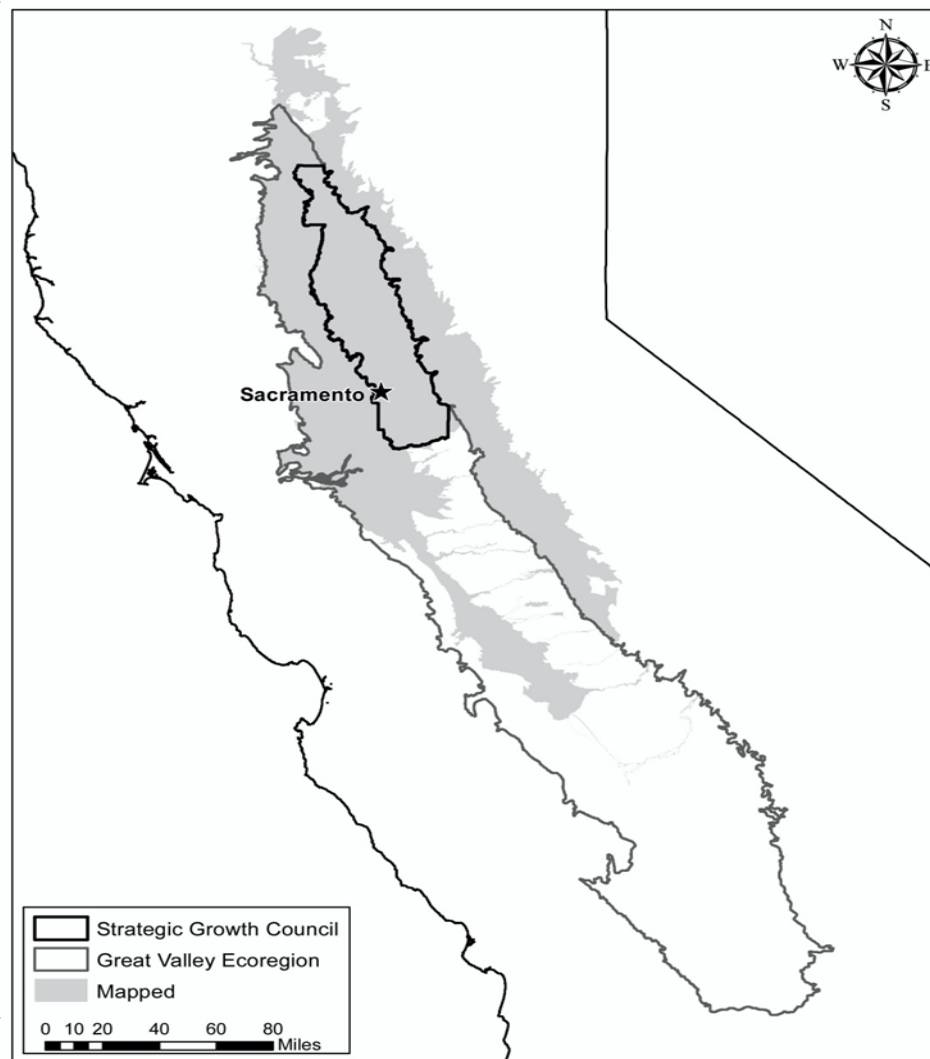 N
W E
S
Sacramento
Strategic Growth Council
Great Valley Ecoregion
Mapped
0 10 20 40 60 80
Miles